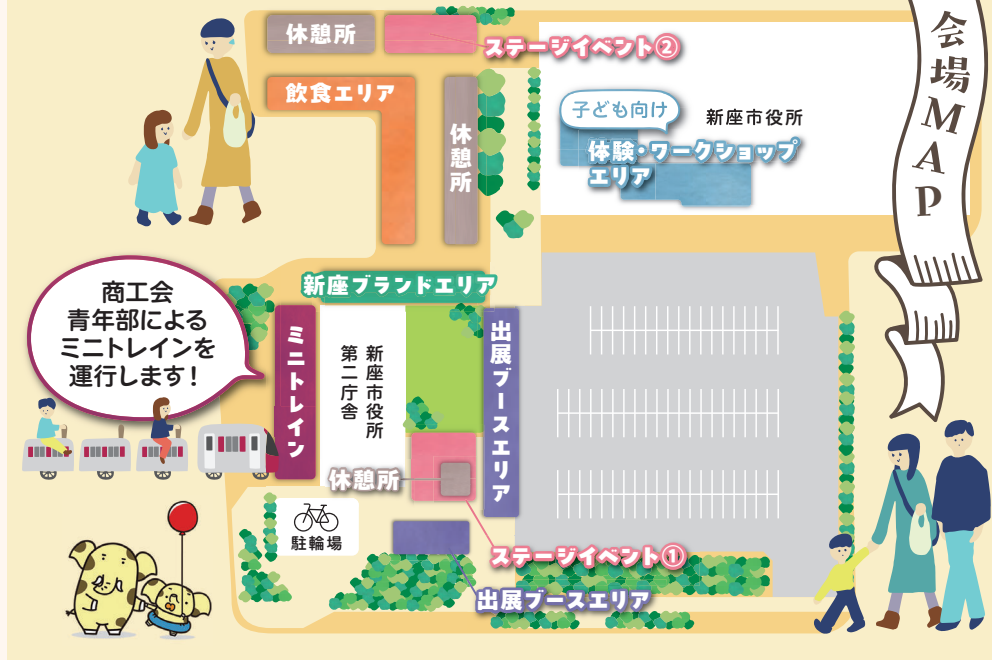 会場MAP
休憩所
ステージイベント②
飲食エリア
休憩所
子ども向け
新座市役所
体験・ワークショップ
エリア
新座ブランドエリア
商工会
青年部による
ミニトレインを
運行します！
ミニトレイン
新座市役所
第二庁舎
出展ブースエリア
休憩所
駐輪場
ステージイベント①
出展ブースエリア